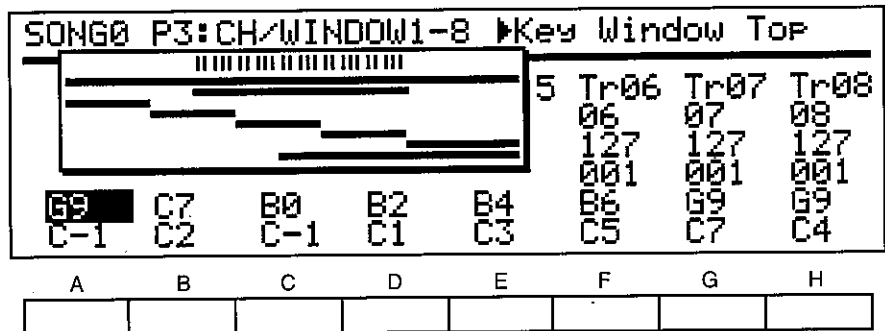 SONG0 P3:CH/WINDOW1-8 ▶Key Window Top
5 Tr06 Tr07 Tr08
06 07 08
127 127 127
001 001 001
G9 C7 B0 B2 B4 B6 G9 G9
C-1 C2 C-1 C1 C3 C5 C7 C4
A B C D E F G H